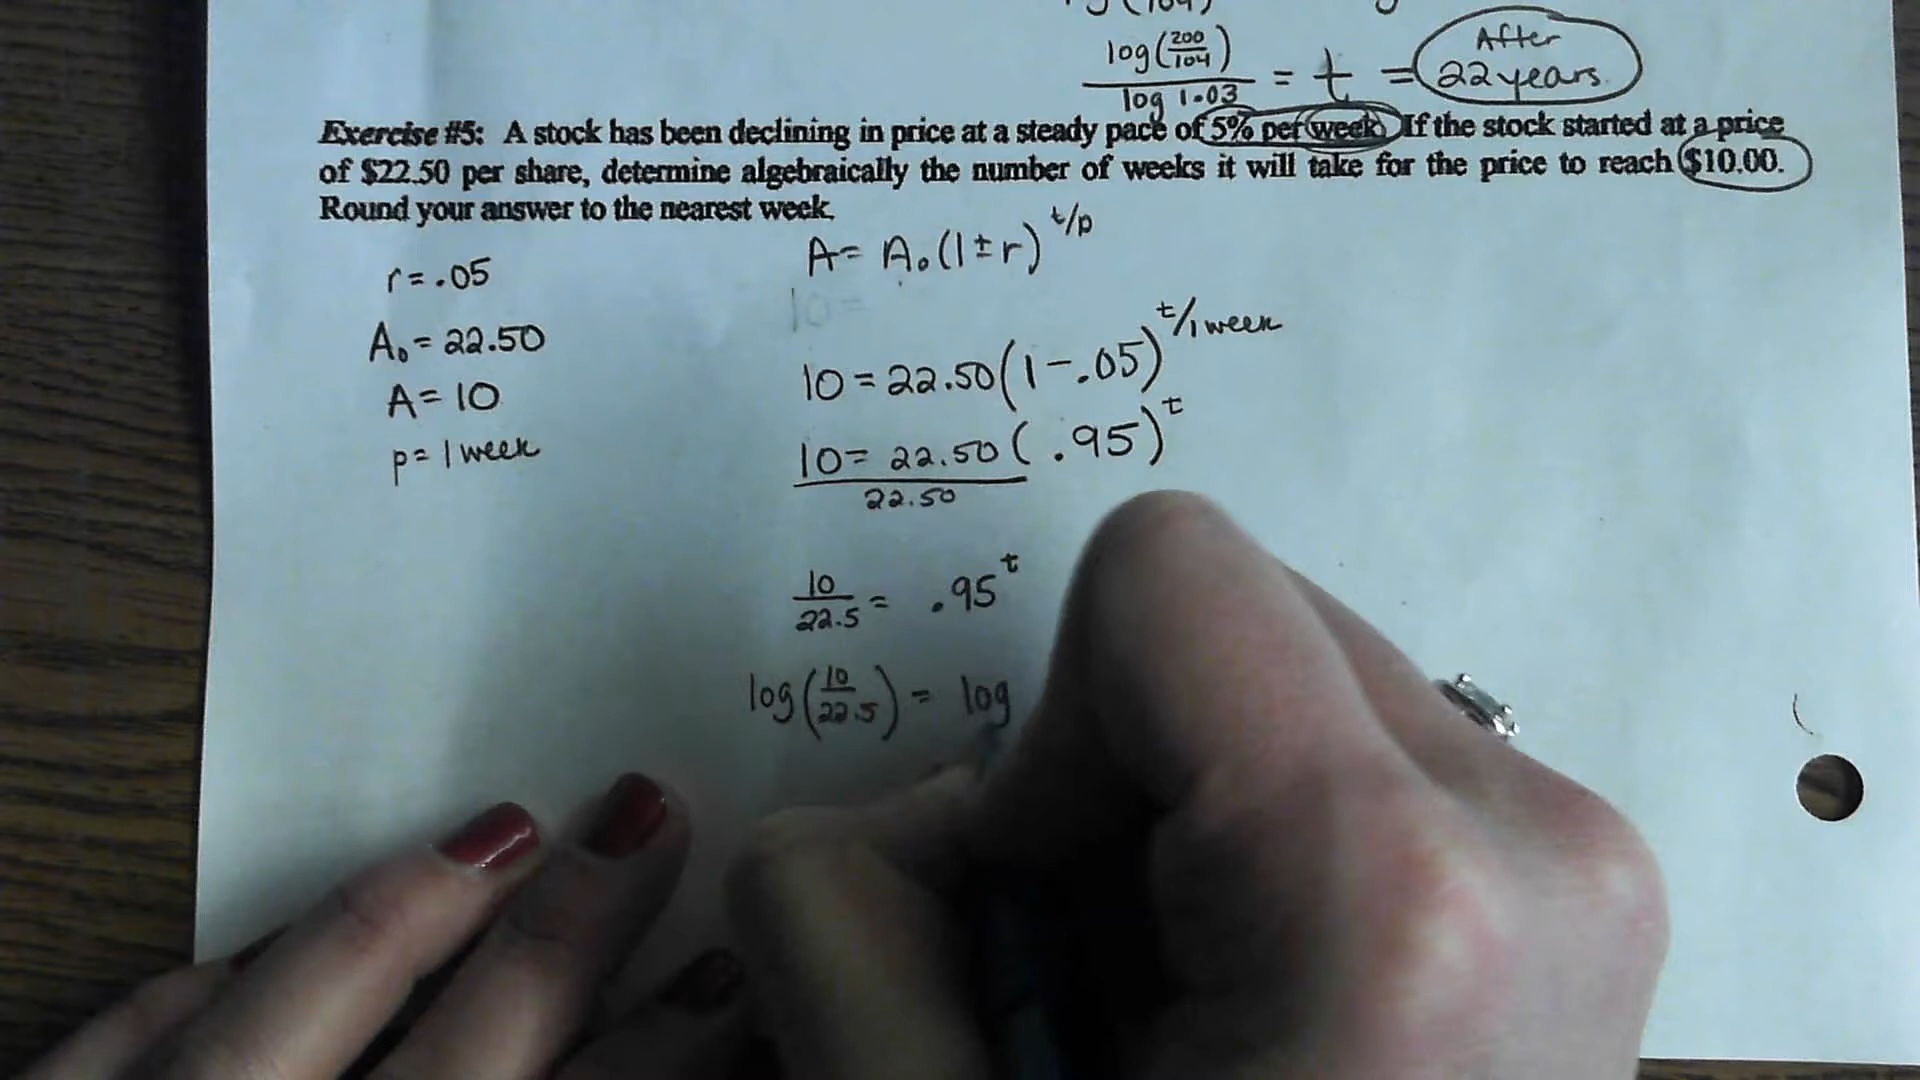 log(200/104) / log 1.03 = t = After 22 years.
Exercise #5: A stock has been declining in price at a steady pace of 5% per week. If the stock started at a price
of $22.50 per share, determine algebraically the number of weeks it will take for the price to reach $10.00.
Round your answer to the nearest week.
A = A₀(1±r)^t/p
r = .05
10 =
A₀ = 22.50
10 = 22.50(1 - .05)^t/1 week
A = 10
p = 1 week
10 = 22.50(.95)^t
22.50
10/22.5 = .95^t
log(10/22.5) = log